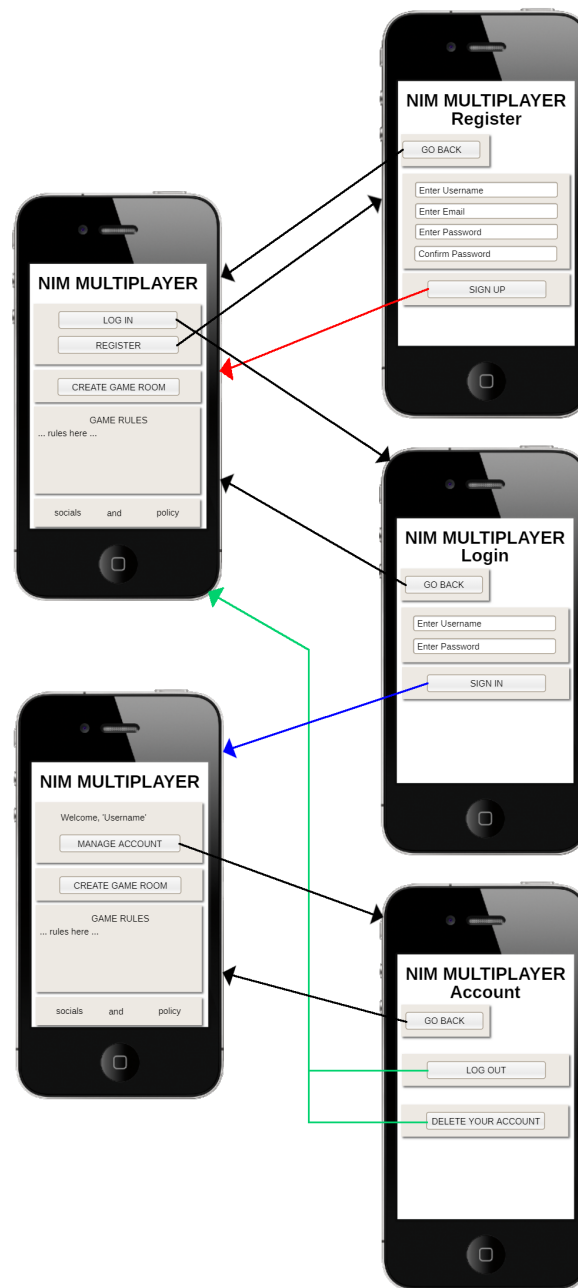 NIM MULTIPLAYER
Register
GO BACK
Enter Username
Enter Email
Enter Password
Confirm Password
SIGN UP
NIM MULTIPLAYER
LOG IN
REGISTER
CREATE GAME ROOM
GAME RULES
... rules here ...
socials and policy
NIM MULTIPLAYER
Login
GO BACK
Enter Username
Enter Password
SIGN IN
NIM MULTIPLAYER
Welcome, 'Username'
MANAGE ACCOUNT
CREATE GAME ROOM
GAME RULES
... rules here ...
socials and policy
NIM MULTIPLAYER
Account
GO BACK
LOG OUT
DELETE YOUR ACCOUNT